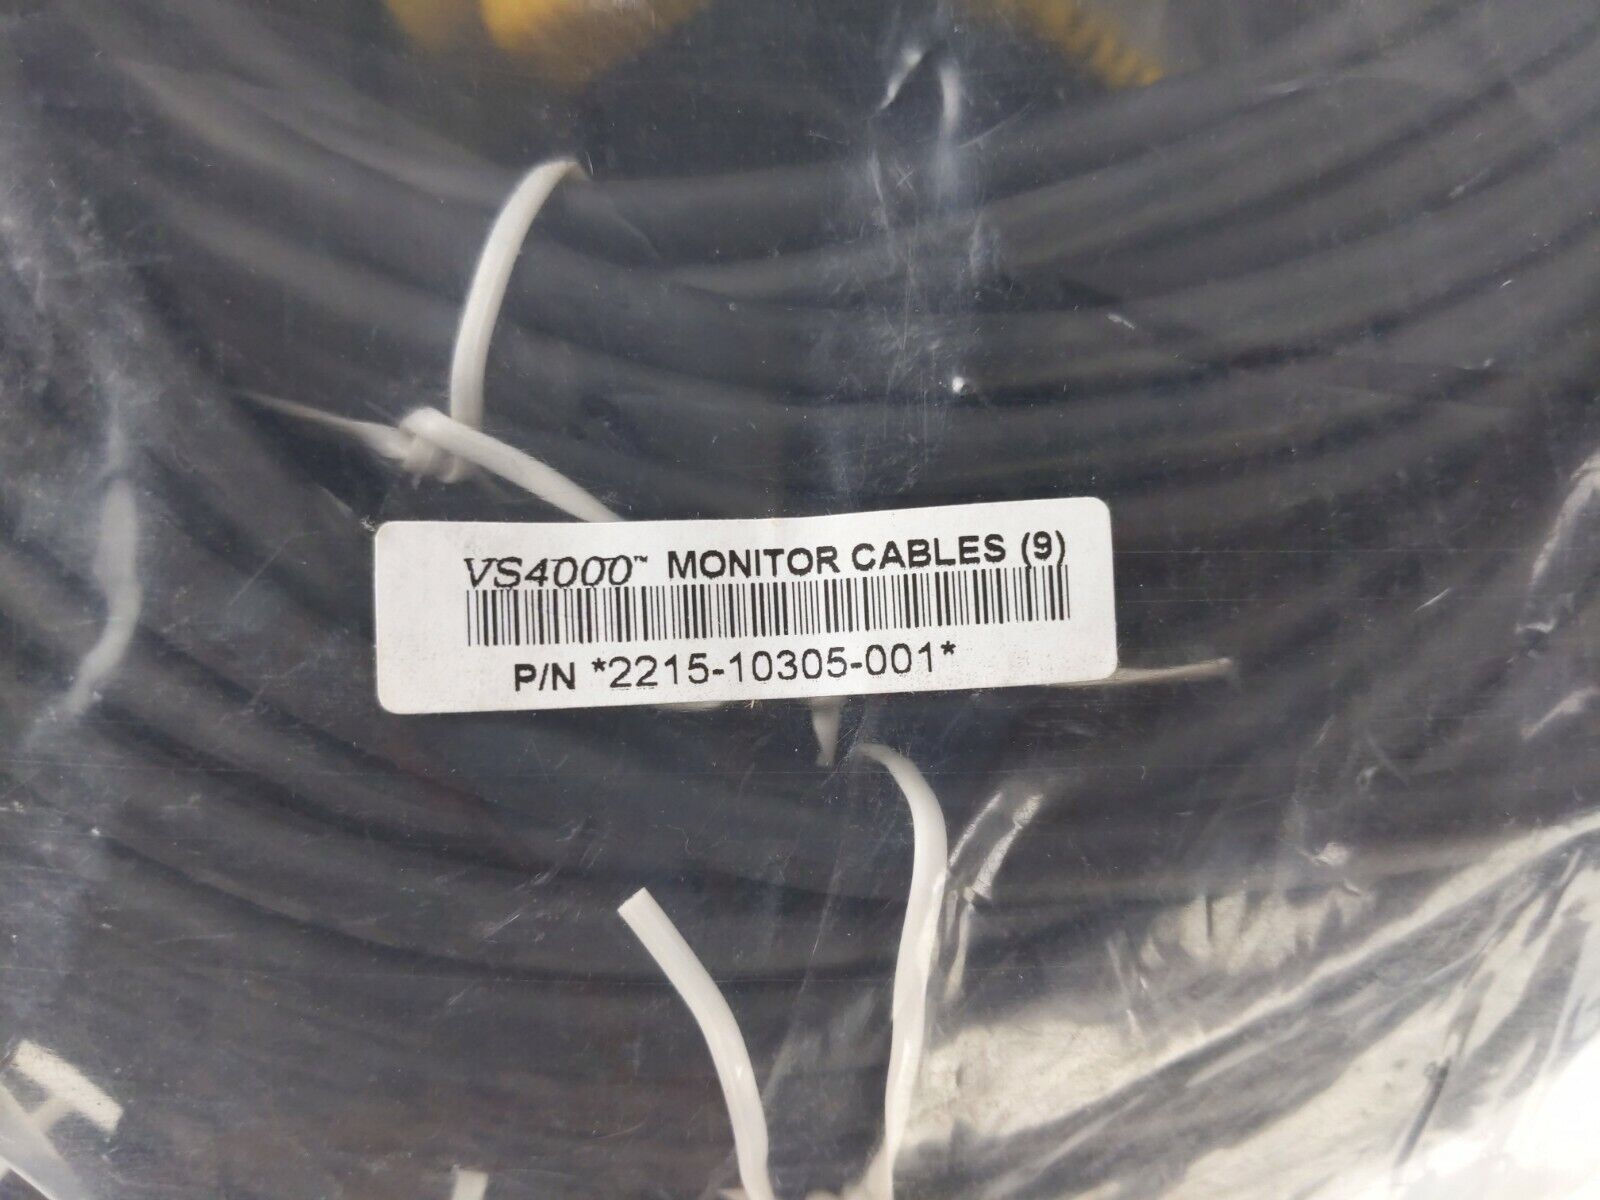 VS4000™ MONITOR CABLES (9)
P/N *2215-10305-001*